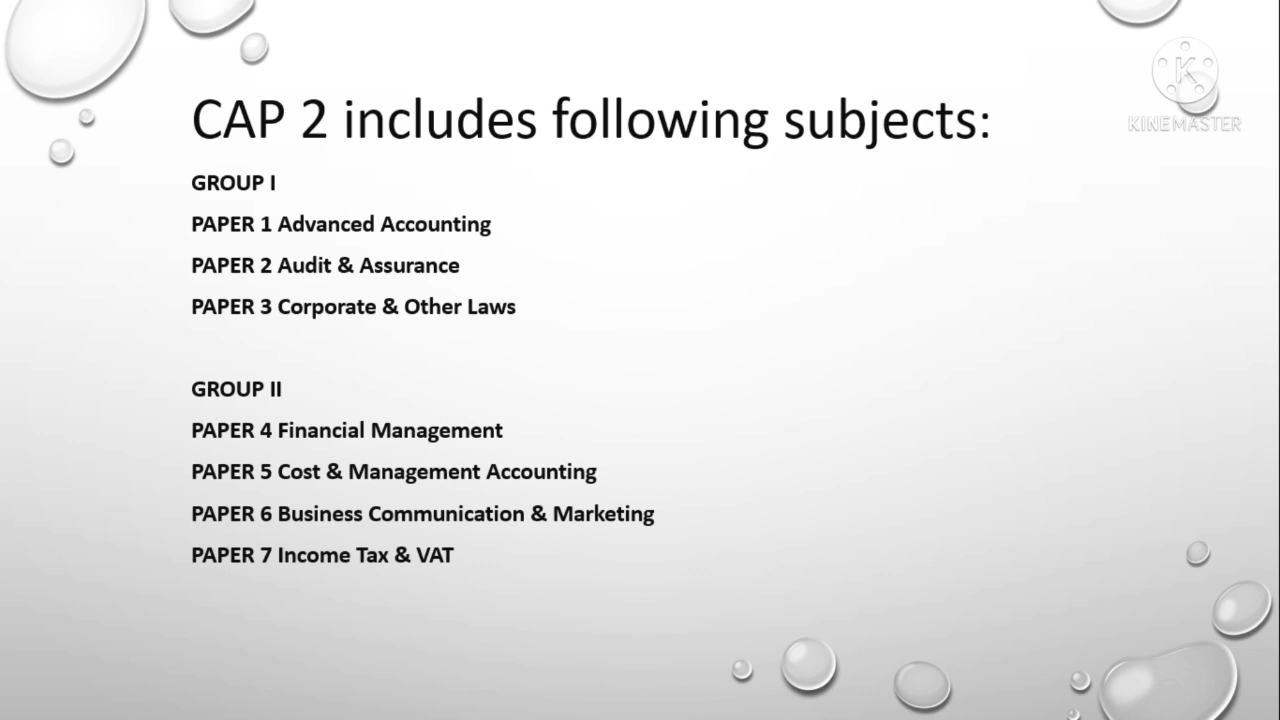 CAP 2 includes following subjects:
GROUP I
PAPER 1 Advanced Accounting
PAPER 2 Audit & Assurance
PAPER 3 Corporate & Other Laws
GROUP II
PAPER 4 Financial Management
PAPER 5 Cost & Management Accounting
PAPER 6 Business Communication & Marketing
PAPER 7 Income Tax & VAT
K
KINEMASTER